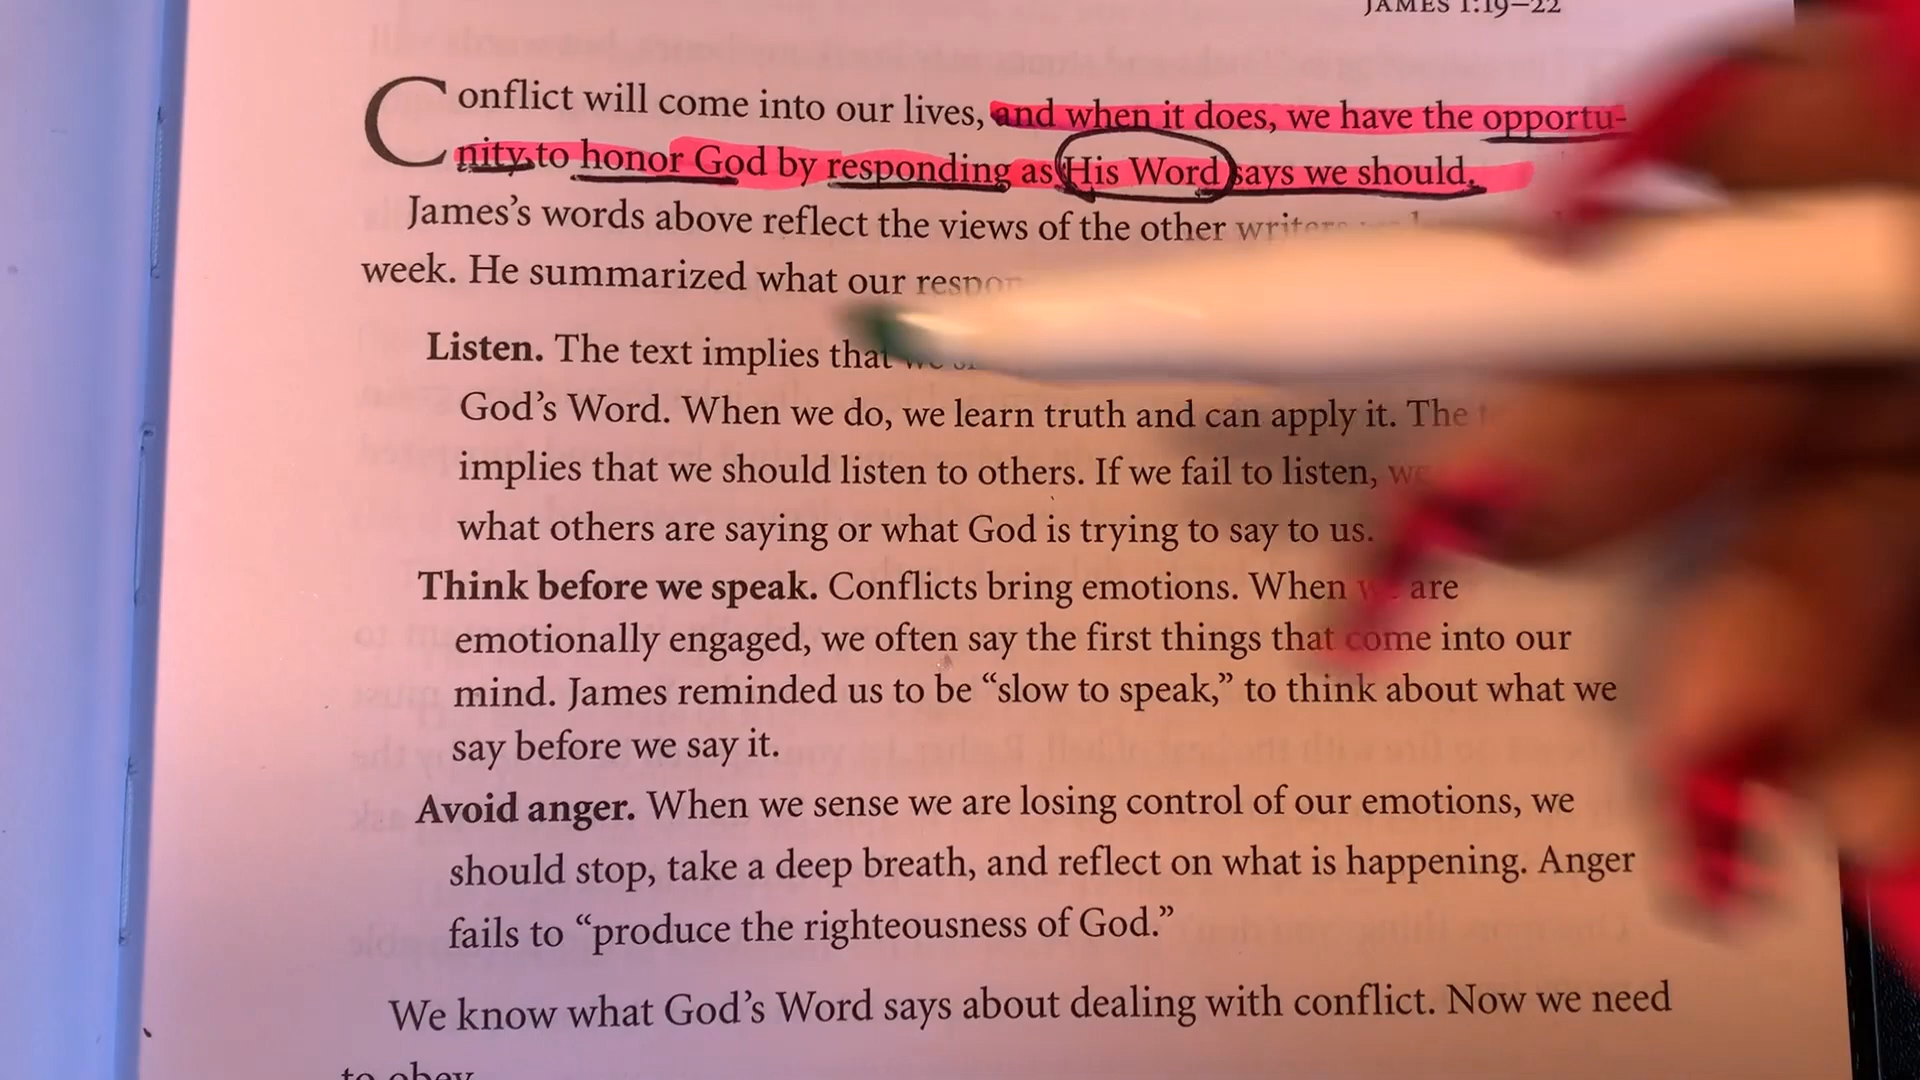 JAMES 1:19–22
Conflict will come into our lives, and when it does, we have the opportu-
nity to honor God by responding as His Word says we should.
James's words above reflect the views of the other
week. He summarized what our
Listen. The text implies that
God's Word. When we do, we learn truth and can apply it. The
implies that we should listen to others. If we fail to listen, we
what others are saying or what God is trying to say to us.
Think before we speak. Conflicts bring emotions. When we are
emotionally engaged, we often say the first things that come into our
mind. James reminded us to be “slow to speak,” to think about what we
say before we say it.
Avoid anger. When we sense we are losing control of our emotions, we
should stop, take a deep breath, and reflect on what is happening. Anger
fails to “produce the righteousness of God.”
We know what God's Word says about dealing with conflict. Now we need
to obey